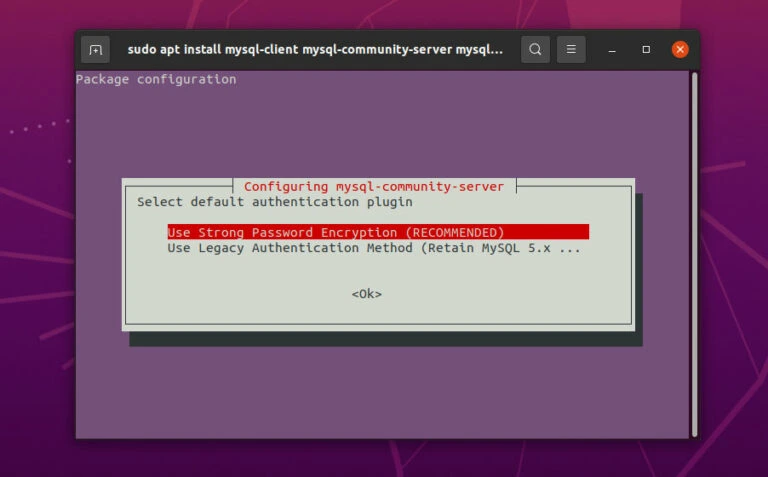 sudo apt install mysql-client mysql-community-server mysql...
Package configuration
Configuring mysql-community-server
Select default authentication plugin
Use Strong Password Encryption (RECOMMENDED)
Use Legacy Authentication Method (Retain MySQL 5.x ...
<Ok>